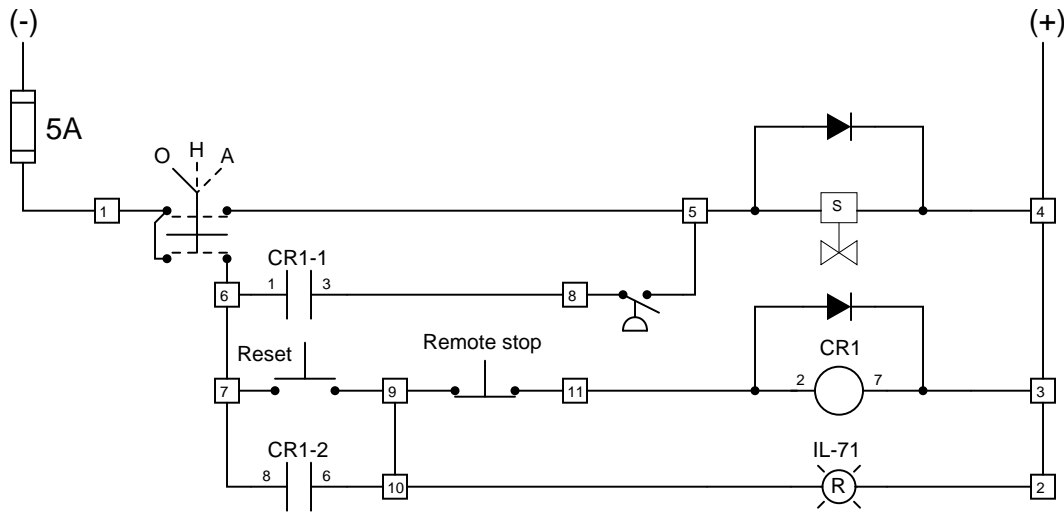 (-) (+)
5A
O H A
1 5 S 4
CR1-1
6 1 3 8
Reset Remote stop CR1
7 9 11 2 7 3
CR1-2 IL-71
8 6 10 R 2